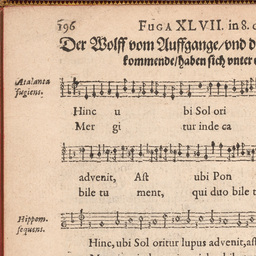 196 FUGA XLVII. in 8.
Der Wolff vom Auffgange/vnd d
kommende/haben sich vnter
Atalanta
fugiens.
Hinc u bi Sol ori
Mer gi tur inde ca
advenit, Ast ubi Pon
bile tu ment, qui duo bile t
Hippom.
sequens.
Hinc, ubi Sol oritur lupus advenit, ast